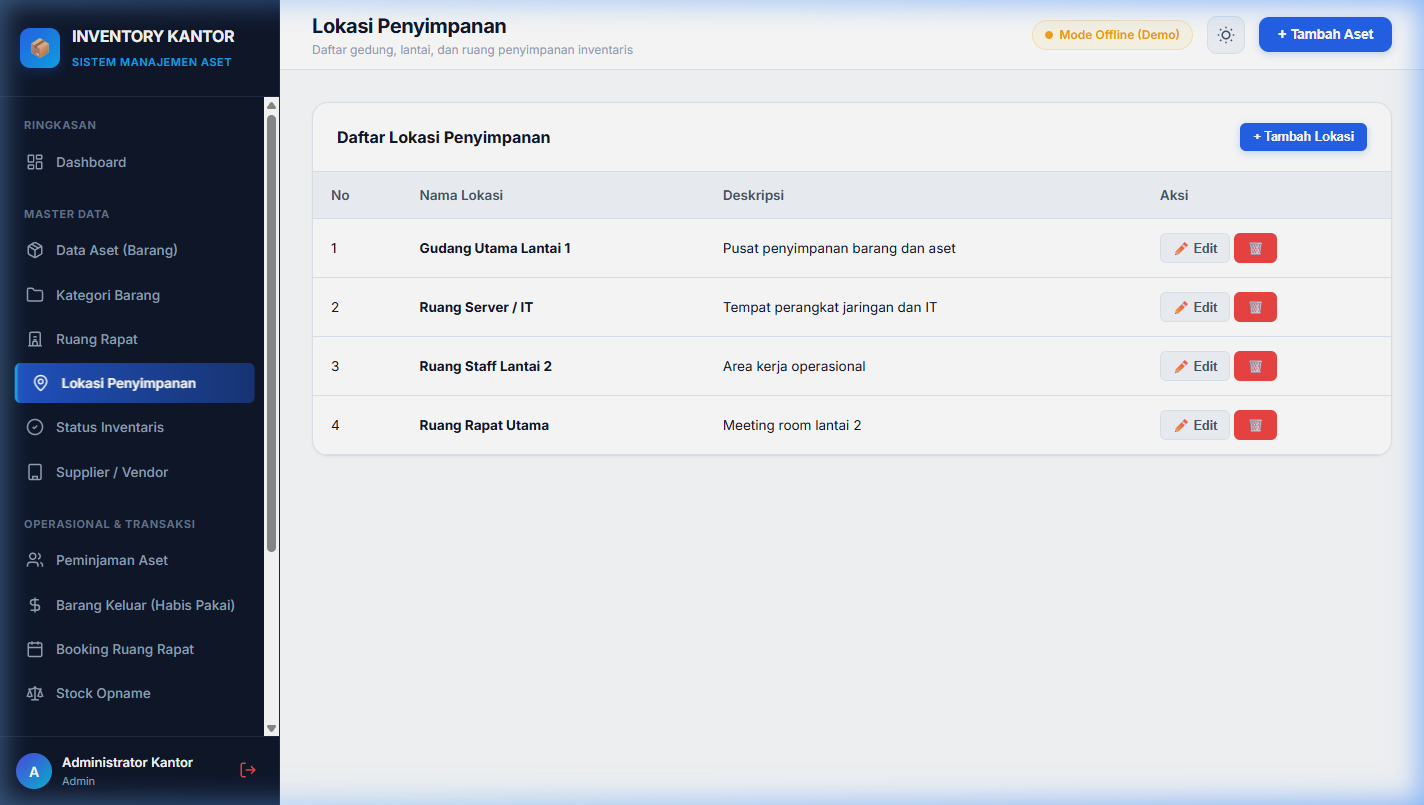 INVENTORY KANTOR
SISTEM MANAJEMEN ASET
RINGKASAN
Dashboard
MASTER DATA
Data Aset (Barang)
Kategori Barang
Ruang Rapat
Lokasi Penyimpanan
Status Inventaris
Supplier / Vendor
OPERASIONAL & TRANSAKSI
Peminjaman Aset
Barang Keluar (Habis Pakai)
Booking Ruang Rapat
Stock Opname
A
Administrator Kantor
Admin
Lokasi Penyimpanan
Daftar gedung, lantai, dan ruang penyimpanan inventaris
Mode Offline (Demo)
+ Tambah Aset
Daftar Lokasi Penyimpanan
+ Tambah Lokasi
No Nama Lokasi Deskripsi Aksi
1 Gudang Utama Lantai 1 Pusat penyimpanan barang dan aset Edit
2 Ruang Server / IT Tempat perangkat jaringan dan IT Edit
3 Ruang Staff Lantai 2 Area kerja operasional Edit
4 Ruang Rapat Utama Meeting room lantai 2 Edit